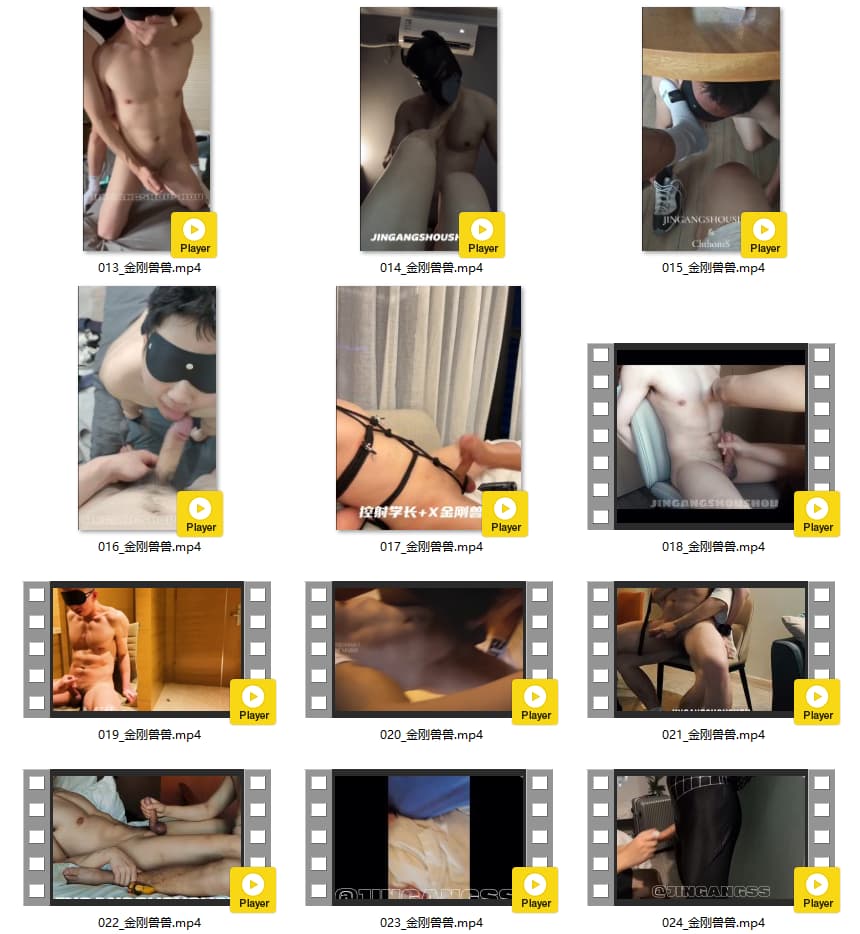 JINGANGSHOUSHOU
Player
013_金刚兽兽.mp4
JINGANGSHOUSH
Player
014_金刚兽兽.mp4
JINGANGSHOUSH
&
ChthoniS
Player
015_金刚兽兽.mp4
Player
016_金刚兽兽.mp4
控射学长+X金刚兽
Player
017_金刚兽兽.mp4
JINGANGSHOUSHOU
Player
018_金刚兽兽.mp4
Player
019_金刚兽兽.mp4
Player
020_金刚兽兽.mp4
Player
021_金刚兽兽.mp4
Player
022_金刚兽兽.mp4
@JINGANGSS
Player
023_金刚兽兽.mp4
@JINGANGSS
Player
024_金刚兽兽.mp4